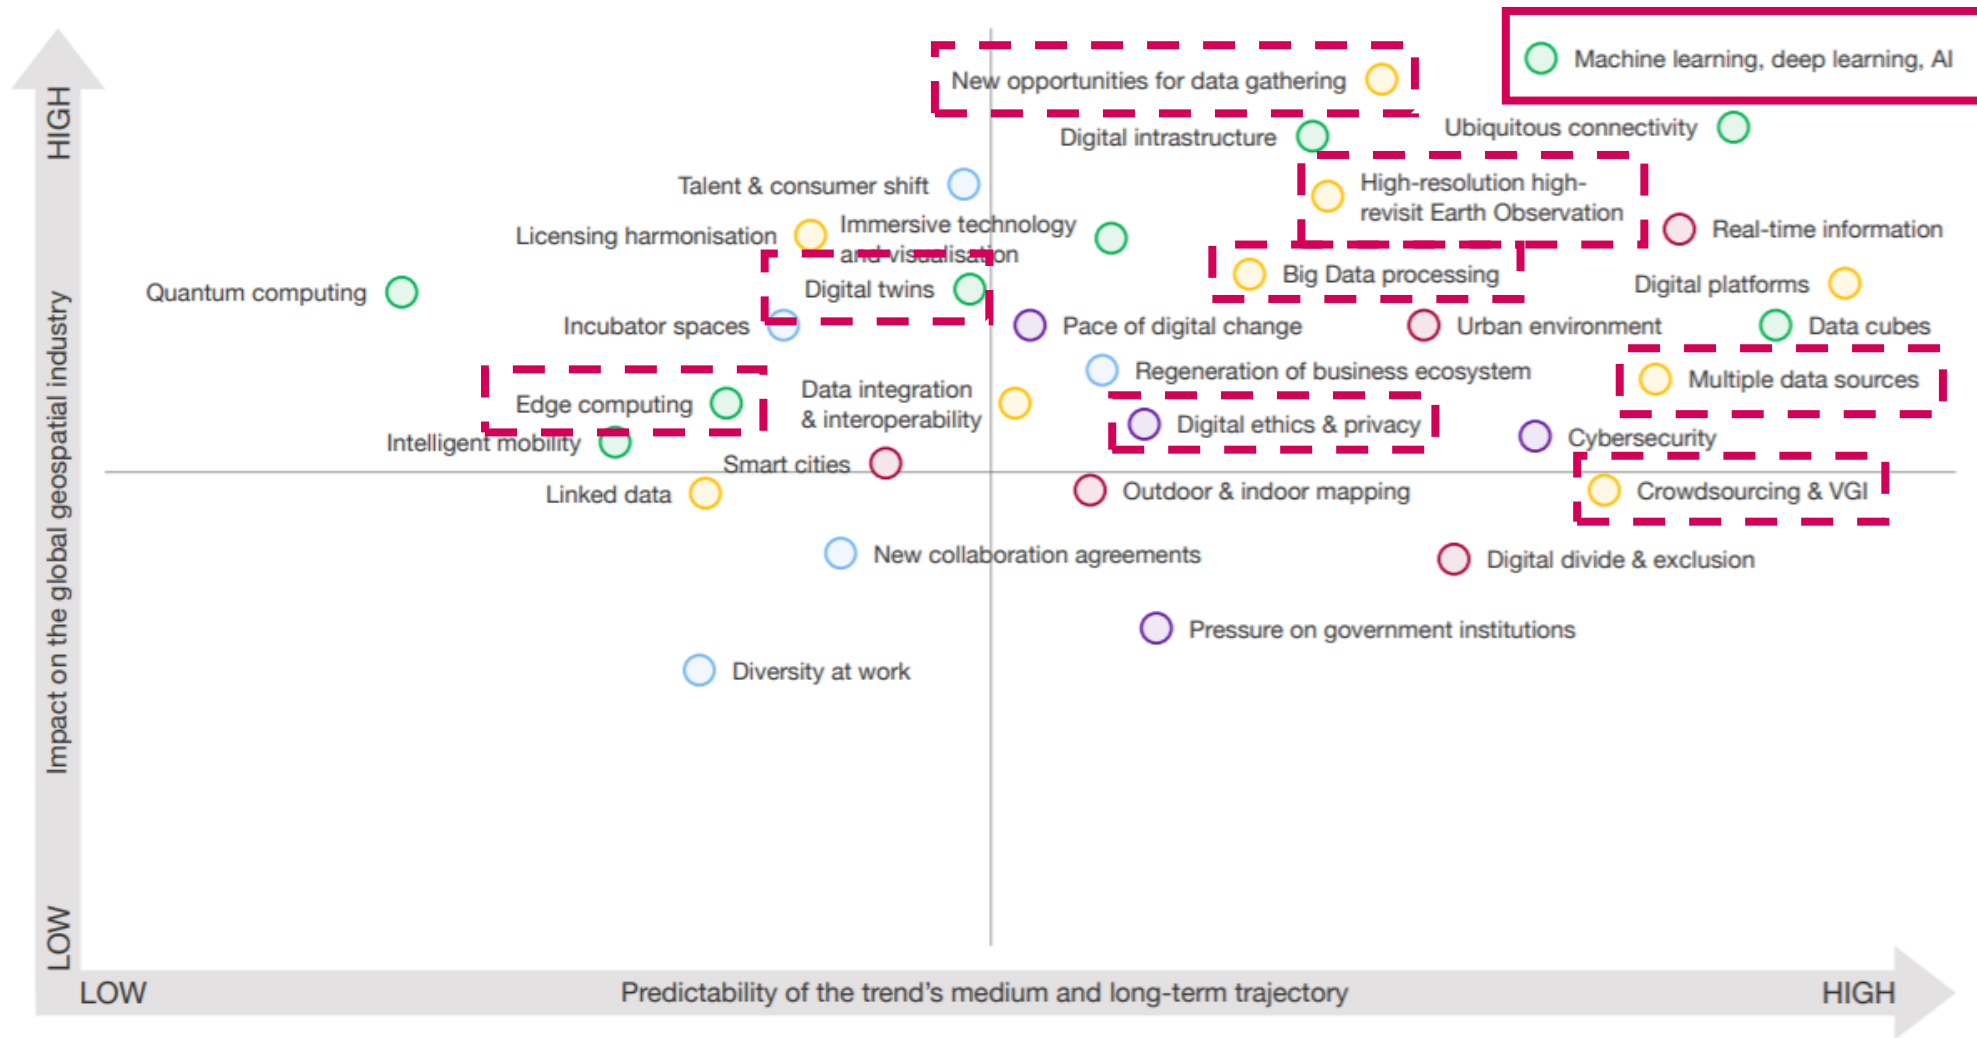 HIGH
Impact on the global geospatial industry
LOW
Machine learning, deep learning, AI
New opportunities for data gathering
Ubiquitous connectivity
Digital intrastructure
Talent & consumer shift
High-resolution high-
revisit Earth Observation
Licensing harmonisation
Immersive technology
and visualisation
Real-time information
Big Data processing
Digital platforms
Quantum computing
Digital twins
Incubator spaces
Pace of digital change
Urban environment
Data cubes
Regeneration of business ecosystem
Multiple data sources
Edge computing
Data integration
& interoperability
Digital ethics & privacy
Intelligent mobility
Cybersecurity
Smart cities
Linked data
Outdoor & indoor mapping
Crowdsourcing & VGI
New collaboration agreements
Digital divide & exclusion
Pressure on government institutions
Diversity at work
LOW
Predictability of the trend's medium and long-term trajectory
HIGH